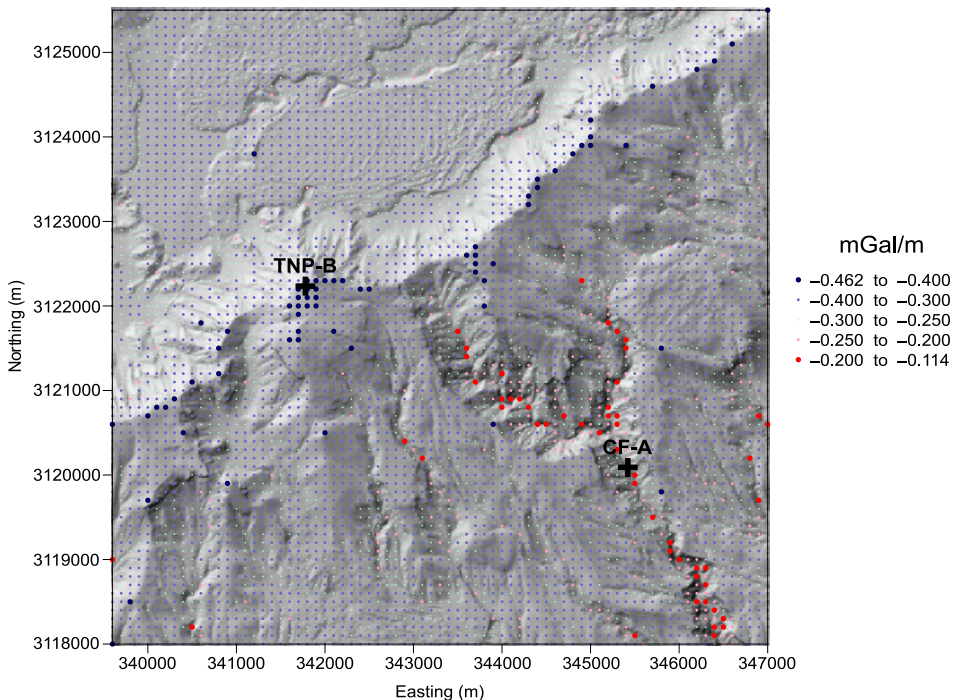 3125000
3124000
3123000
3122000
3121000
3120000
3119000
3118000
Northing (m)
TNP-B
CF-A
340000 341000 342000 343000 344000 345000 346000 347000
Easting (m)
mGal/m
−0.462 to −0.400
−0.400 to −0.300
−0.300 to −0.250
−0.250 to −0.200
−0.200 to −0.114